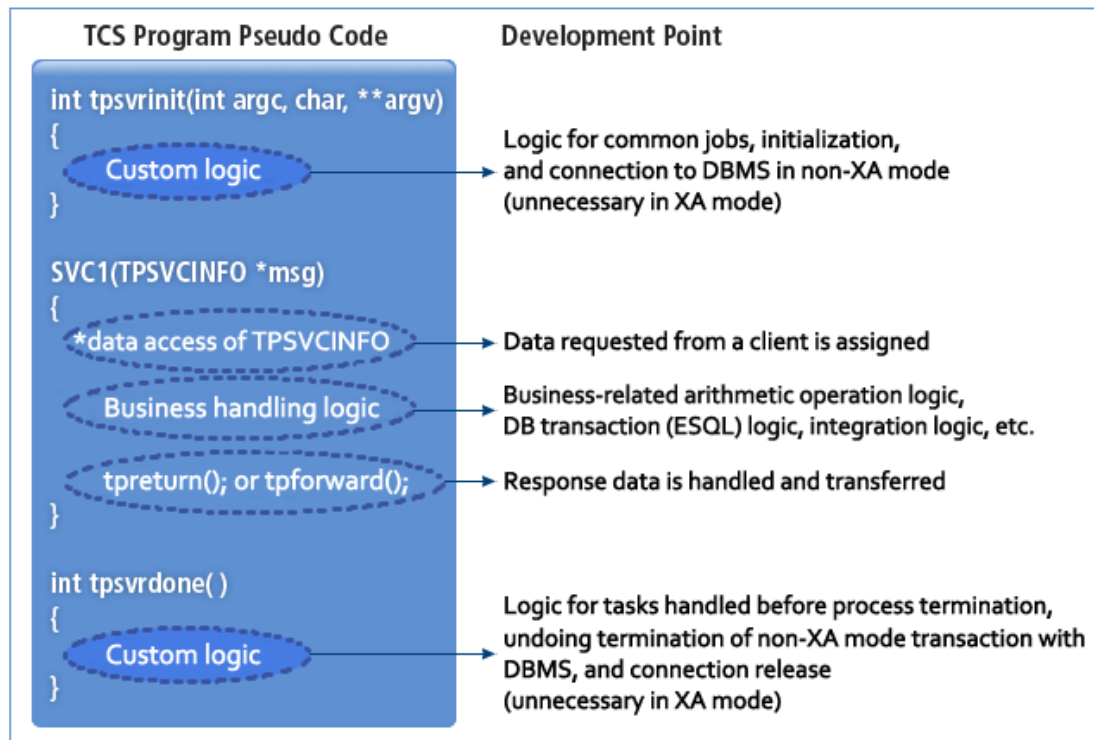 TCS Program Pseudo Code
Development Point
int tpsvrinit(int argc, char, **argv)
{
Custom logic
}
Logic for common jobs, initialization,
and connection to DBMS in non-XA mode
(unnecessary in XA mode)
SVC1(TPSVCINFO *msg)
{
*data access of TPSVCINFO
Data requested from a client is assigned
Business handling logic
Business-related arithmetic operation logic,
DB transaction (ESQL) logic, integration logic, etc.
tpreturn(); or tpforward();
Response data is handled and transferred
}
int tpsvrdone( )
{
Custom logic
}
Logic for tasks handled before process termination,
undoing termination of non-XA mode transaction with
DBMS, and connection release
(unnecessary in XA mode)